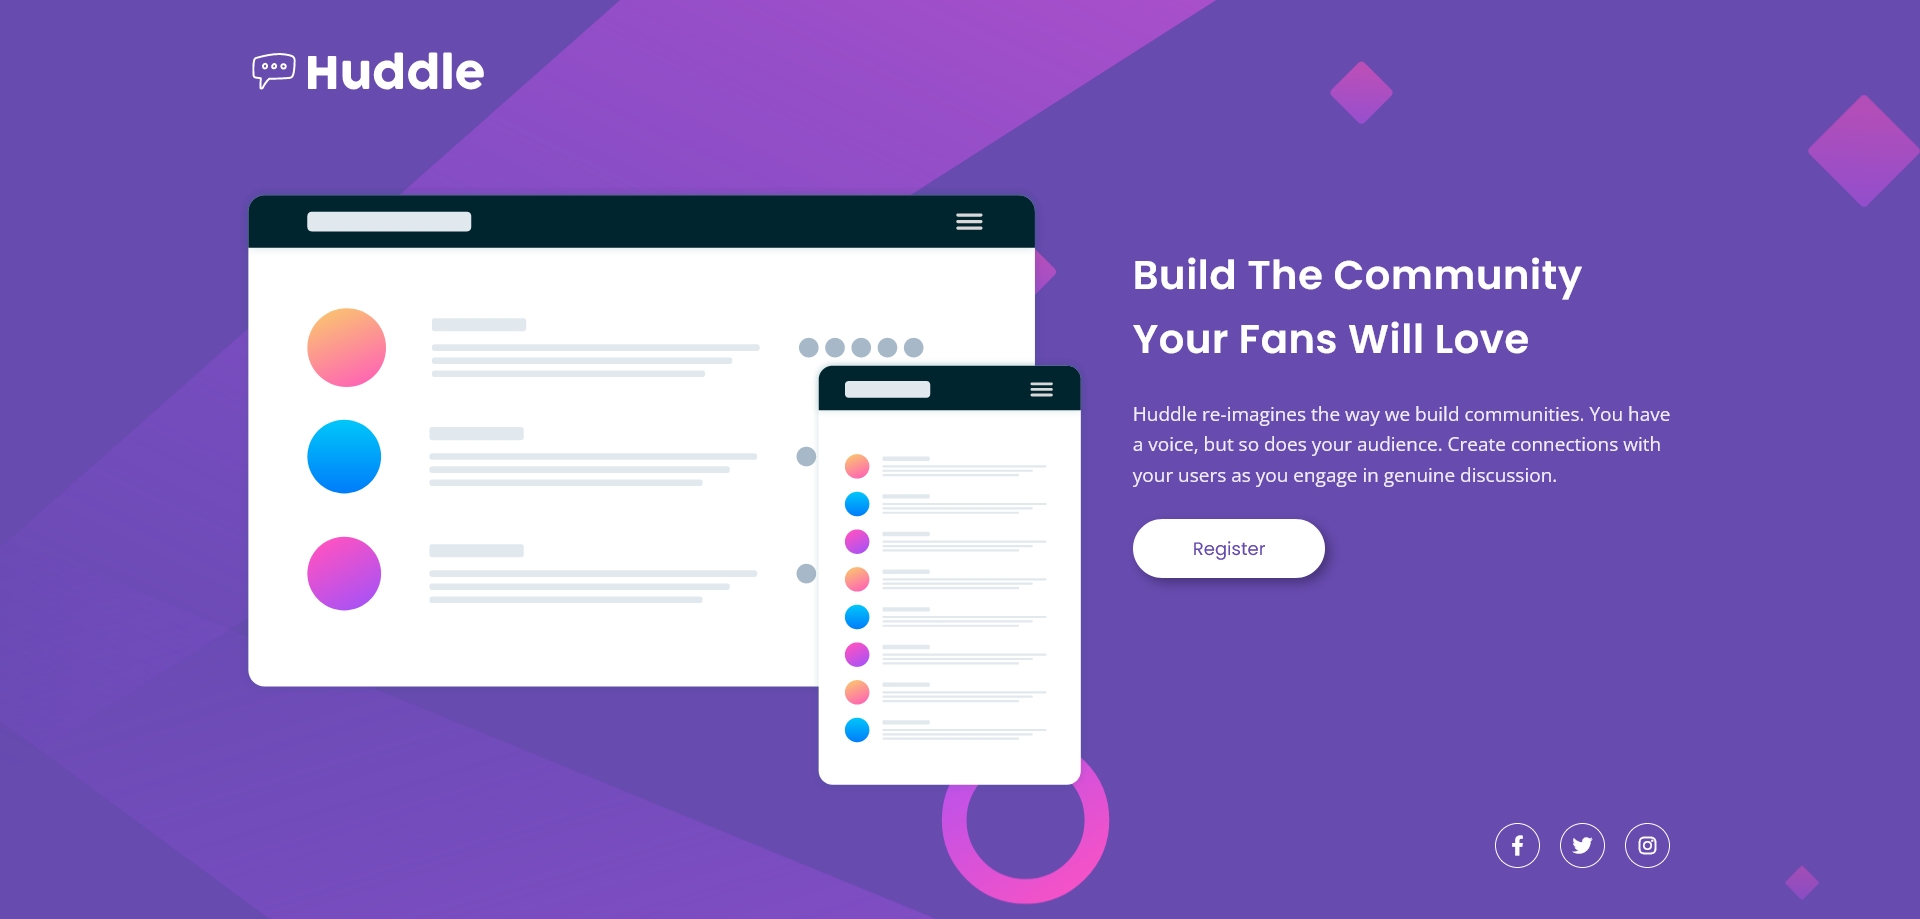 Huddle
Build The Community
Your Fans Will Love
Huddle re-imagines the way we build communities. You have
a voice, but so does your audience. Create connections with
your users as you engage in genuine discussion.
Register